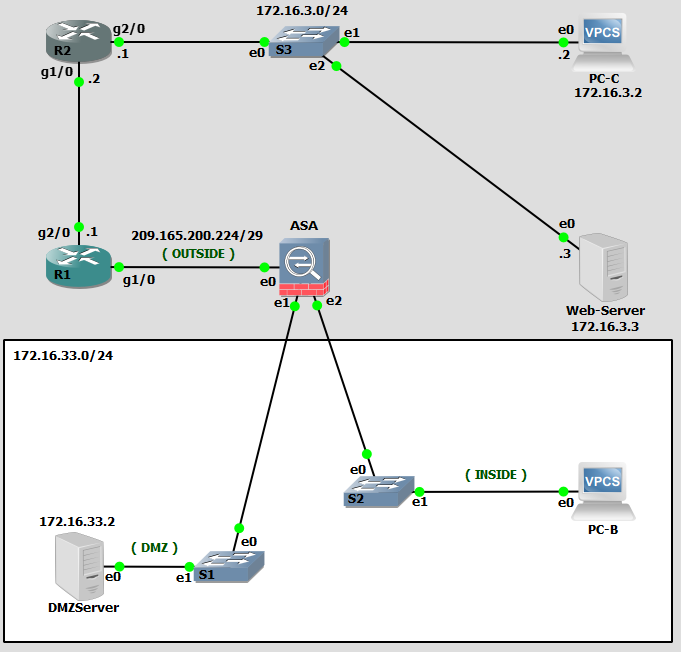 172.16.3.0/24
g2/0
R2
.1
e0
S3
e1
e0
VPCS
.2
PC-C
172.16.3.2
g1/0
.2
e2
e0
.3
Web-Server
172.16.3.3
g2/0
.1
R1
g1/0
209.165.200.224/29
( OUTSIDE )
e0
ASA
e1
e2
172.16.33.0/24
e0
S2
e1
( INSIDE )
e0
VPCS
PC-B
172.16.33.2
e0
DMZServer
( DMZ )
e1
S1
e0